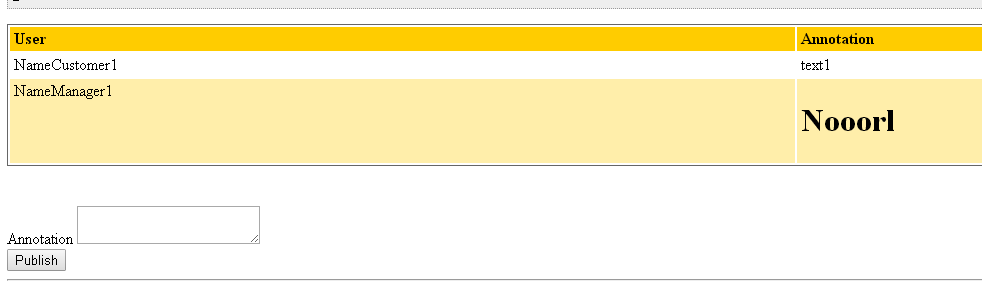 User Annotation
NameCustomer1 text1
NameManager1 Nooorl
Annotation
Publish